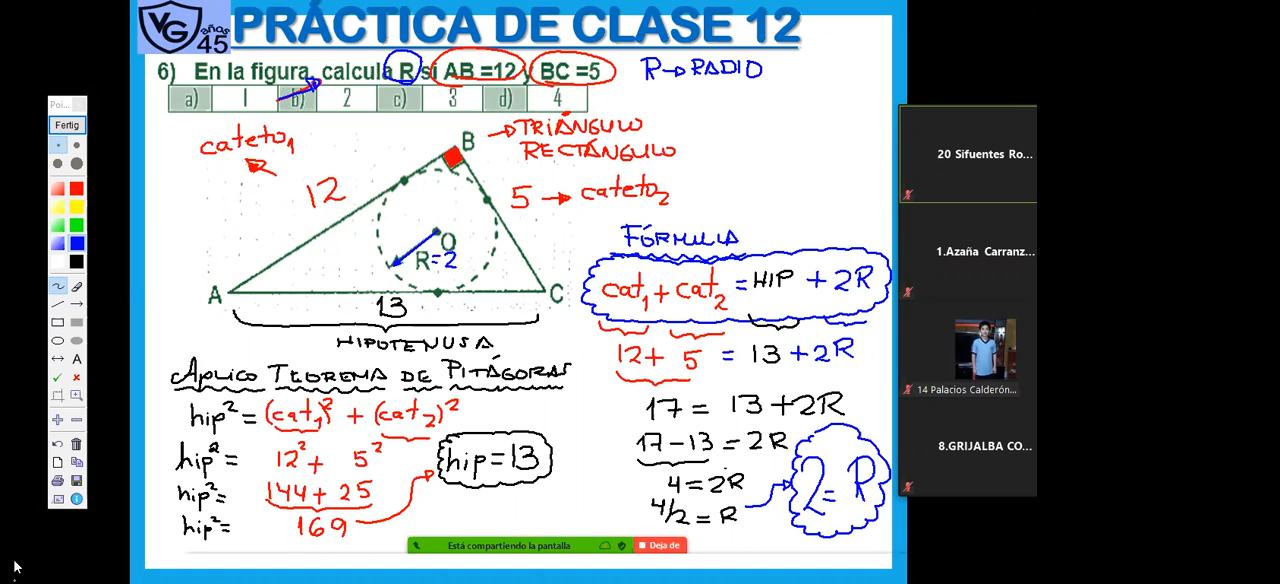 VG
años
45
PRÁCTICA DE CLASE 12
6) En la figura, calcula R si AB =12 y BC =5
R → RADIO
a) 1 b) 2 c) 3 d) 4
Poi...
Fertig
A
cateto1
→ TRIÁNGULO
RECTÁNGULO
B
12
5 → cateto2
O
R=2
A
C
13
HIPOTENUSA
APLICO TEOREMA DE PITÁGORAS
hip² = (cat1)² + (cat2)²
hip² = 12² + 5²
hip² = 144 + 25
hip² = 169
hip = 13
FÓRMULA
cat1 + cat2 = HIP + 2R
12 + 5 = 13 + 2R
17 = 13 + 2R
17 - 13 = 2R
4 = 2R
4/2 = R
2 = R
Está compartiendo la pantalla
Deja de
20 Sifuentes Ro...
1.Azaña Carranz...
14 Palacios Calderón...
8.GRIJALBA CO...